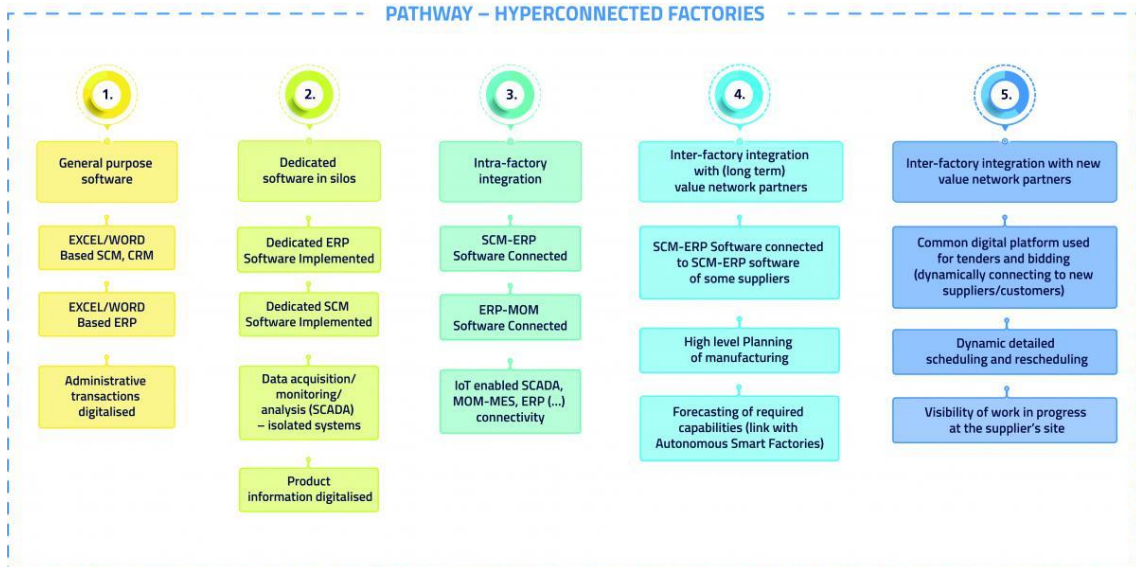 PATHWAY – HYPERCONNECTED FACTORIES
1.
General purpose
software
EXCEL/WORD
Based SCM, CRM
EXCEL/WORD
Based ERP
Administrative
transactions
digitalised
2.
Dedicated
software in silos
Dedicated ERP
Software Implemented
Dedicated SCM
Software Implemented
Data acquisition/
monitoring/
analysis (SCADA)
– isolated systems
Product
information digitalised
3.
Intra-factory
integration
SCM-ERP
Software Connected
ERP-MOM
Software Connected
IoT enabled SCADA,
MOM-MES, ERP (...)
connectivity
4.
Inter-factory integration
with (long term)
value network partners
SCM-ERP Software connected
to SCM-ERP software
of some suppliers
High level Planning
of manufacturing
Forecasting of required
capabilities (link with
Autonomous Smart Factories)
5.
Inter-factory integration with new
value network partners
Common digital platform used
for tenders and bidding
(dynamically connecting to new
suppliers/customers)
Dynamic detailed
scheduling and rescheduling
Visibility of work in progress
at the supplier's site